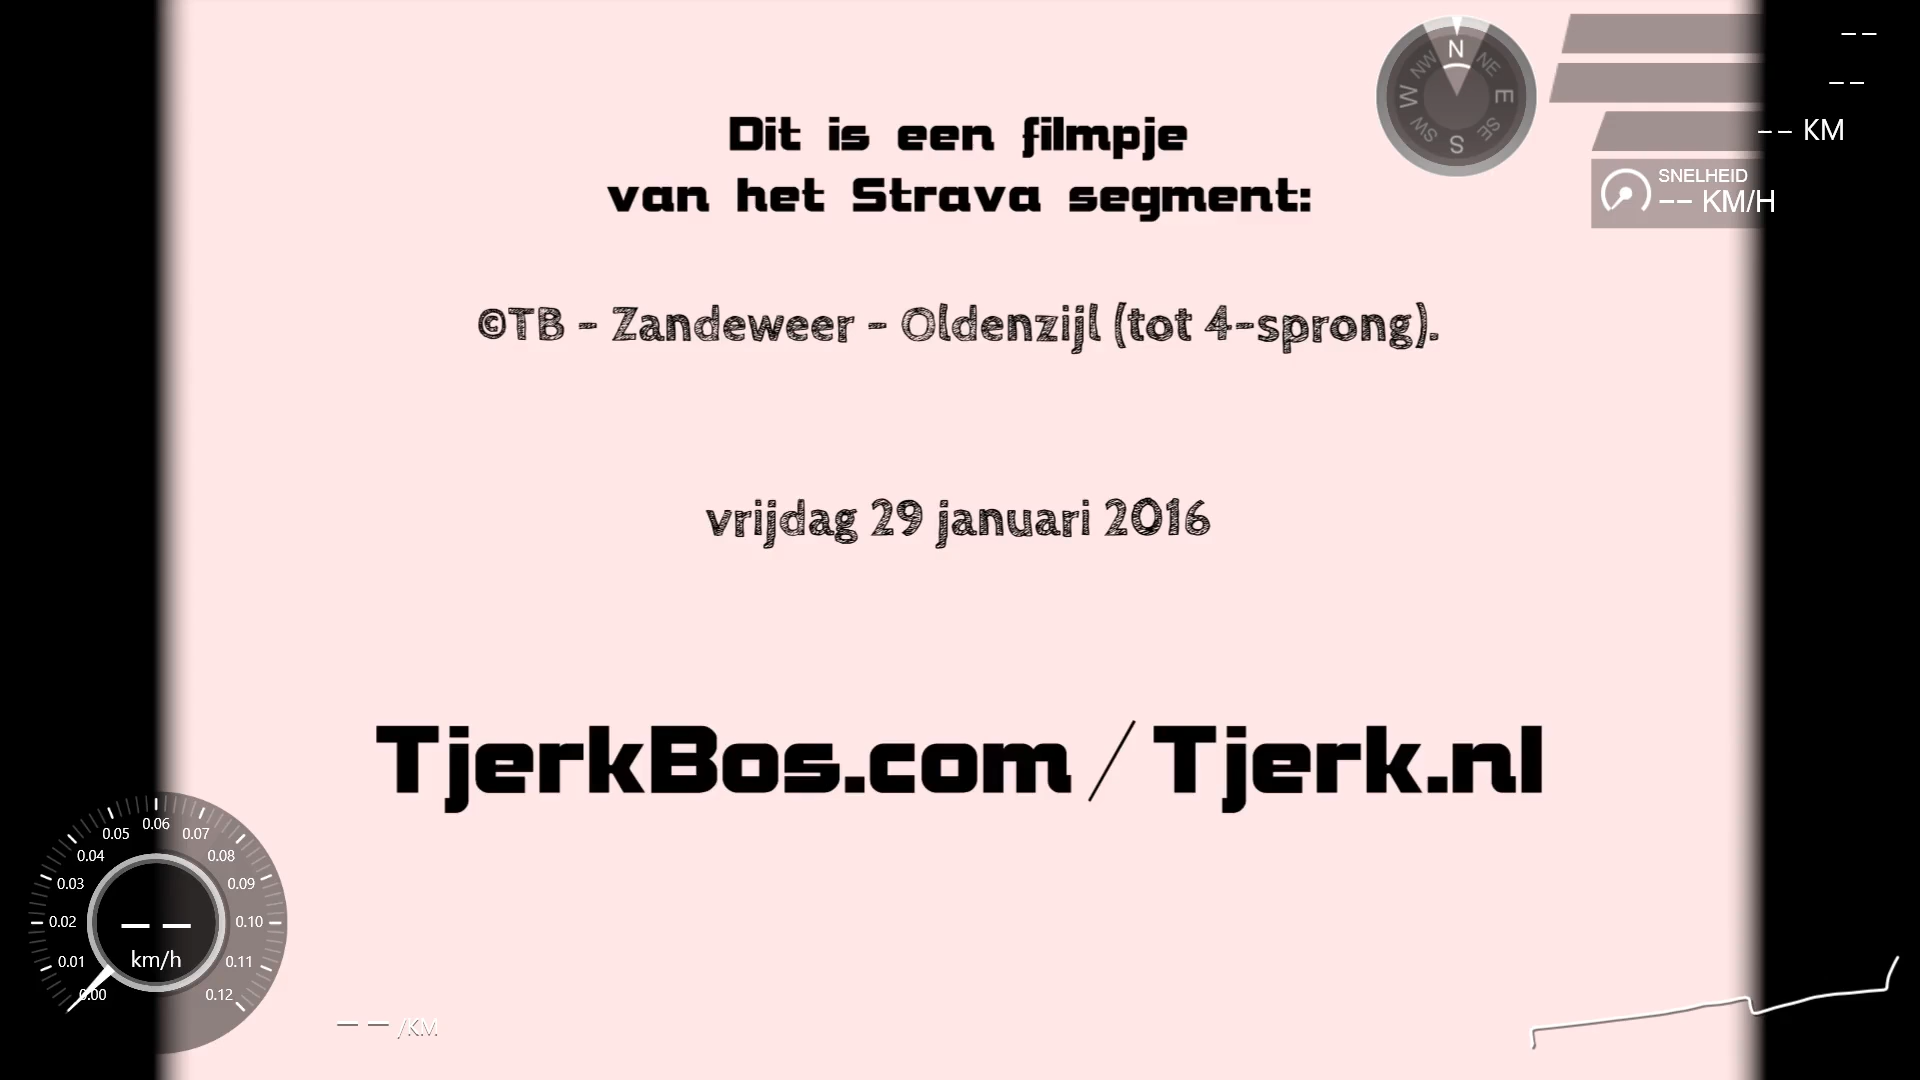 Dit is een filmpje
van het Strava segment:
©TB - Zandeweer - Oldenzijl (tot 4-sprong).
vrijdag 29 januari 2016
TjerkBos.com / Tjerk.nl
N
NE
E
SE
S
SW
W
NW
--
--
-- KM
SNELHEID
-- KM/H
0.00
0.01
0.02
0.03
0.04
0.05
0.06
0.07
0.08
0.09
0.10
0.11
0.12
--
km/h
-- /KM